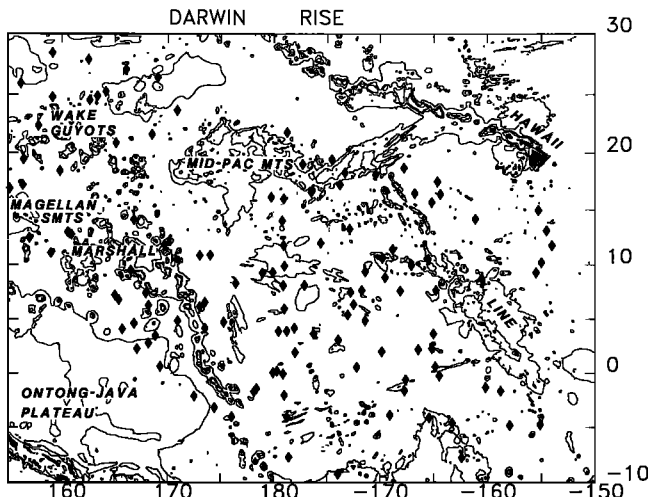 DARWIN RISE
30
HAWAII
WAKE
GUYOTS
20
MID-PAC MTS
MAGELLAN
SMTS
MARSHALL
10
LINE
0
ONTONG-JAVA
PLATEAU
-10
160 170 180 -170 -160 -150